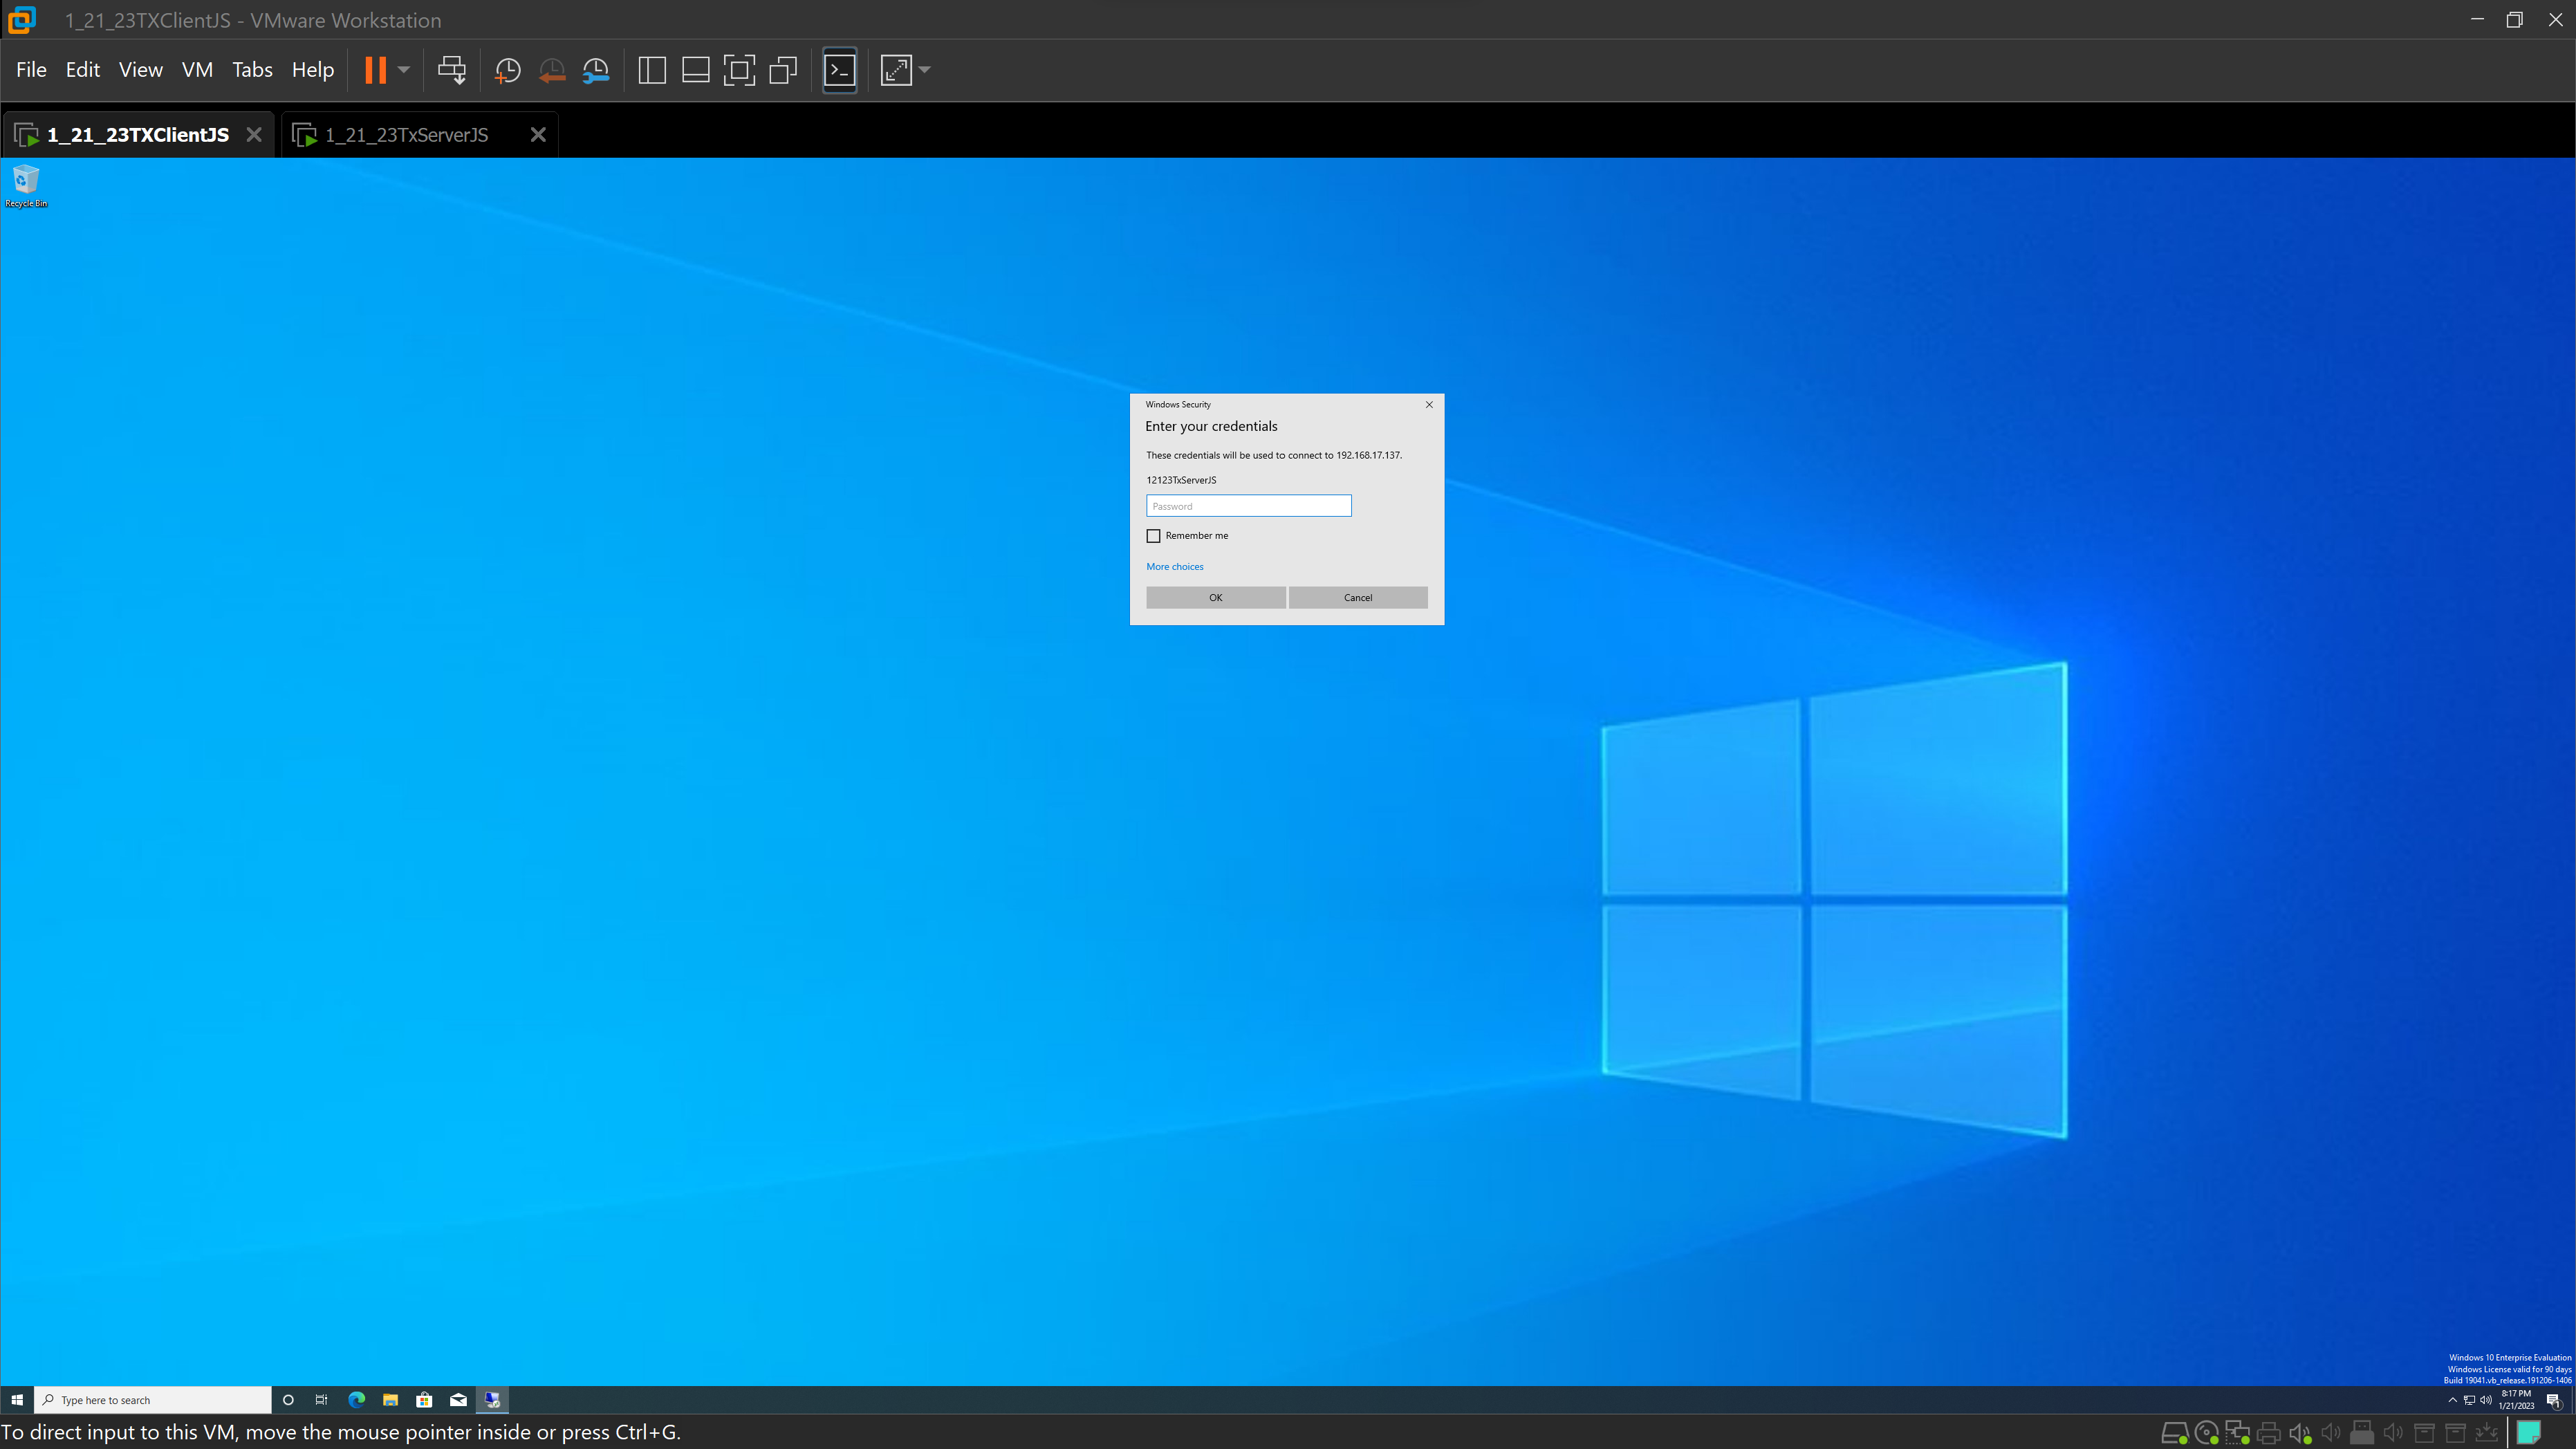 1_21_23TXClientJS - VMware Workstation
File Edit View VM Tabs Help
1_21_23TXClientJS 1_21_23TxServerJS
Recycle Bin
Windows Security
Enter your credentials
These credentials will be used to connect to 192.168.17.137.
12123TxServerJS
Password
Remember me
More choices
OK Cancel
Windows 10 Enterprise Evaluation
Windows License valid for 90 days
Build 19041.vb_release.191206-1406
Type here to search
8:17 PM
1/21/2023
1
To direct input to this VM, move the mouse pointer inside or press Ctrl+G.